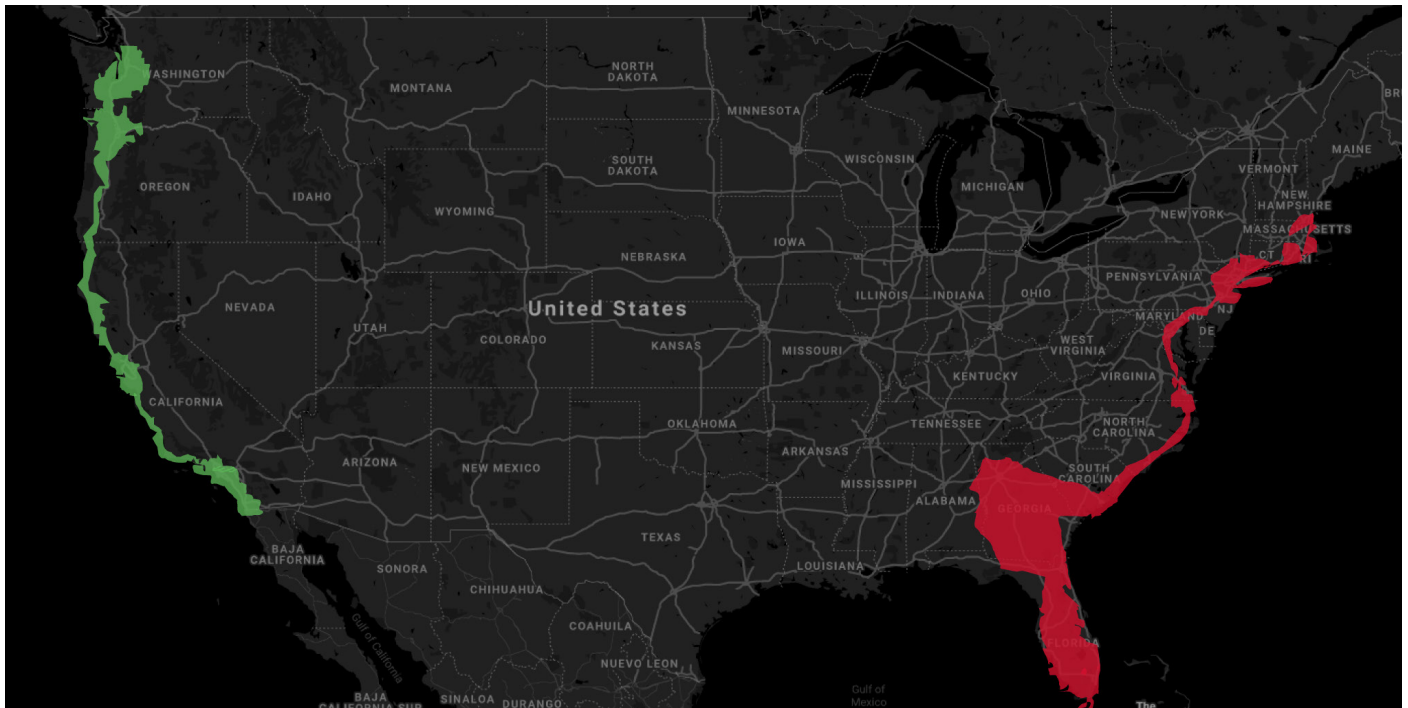 WASHINGTON
NORTH
DAKOTA
MONTANA
MINNESOTA
BRU
MAINE
WISCONSIN
VERMONT
SOUTH
DAKOTA
MICHIGAN
OREGON
IDAHO
WYOMING
NEW
HAMPSHIRE
NEW YORK
MASSACHUSETTS
IOWA
NEBRASKA
CT
RI
PENNSYLVANIA
ILLINOIS
INDIANA
OHIO
NEVADA
United States
NJ
MARYLAND
UTAH
DE
COLORADO
KANSAS
MISSOURI
WEST
VIRGINIA
KENTUCKY
VIRGINIA
CALIFORNIA
OKLAHOMA
TENNESSEE
NORTH
CAROLINA
ARKANSAS
ARIZONA
NEW MEXICO
SOUTH
CAROLINA
MISSISSIPPI
ALABAMA
GEORGIA
TEXAS
BAJA
CALIFORNIA
SONORA
LOUISIANA
CHIHUAHUA
COAHUILA
Gulf of California
FLORIDA
NUEVO LEON
BAJA
CALIFORNIA SUR
SINALOA
DURANGO
Gulf of
Mexico
The